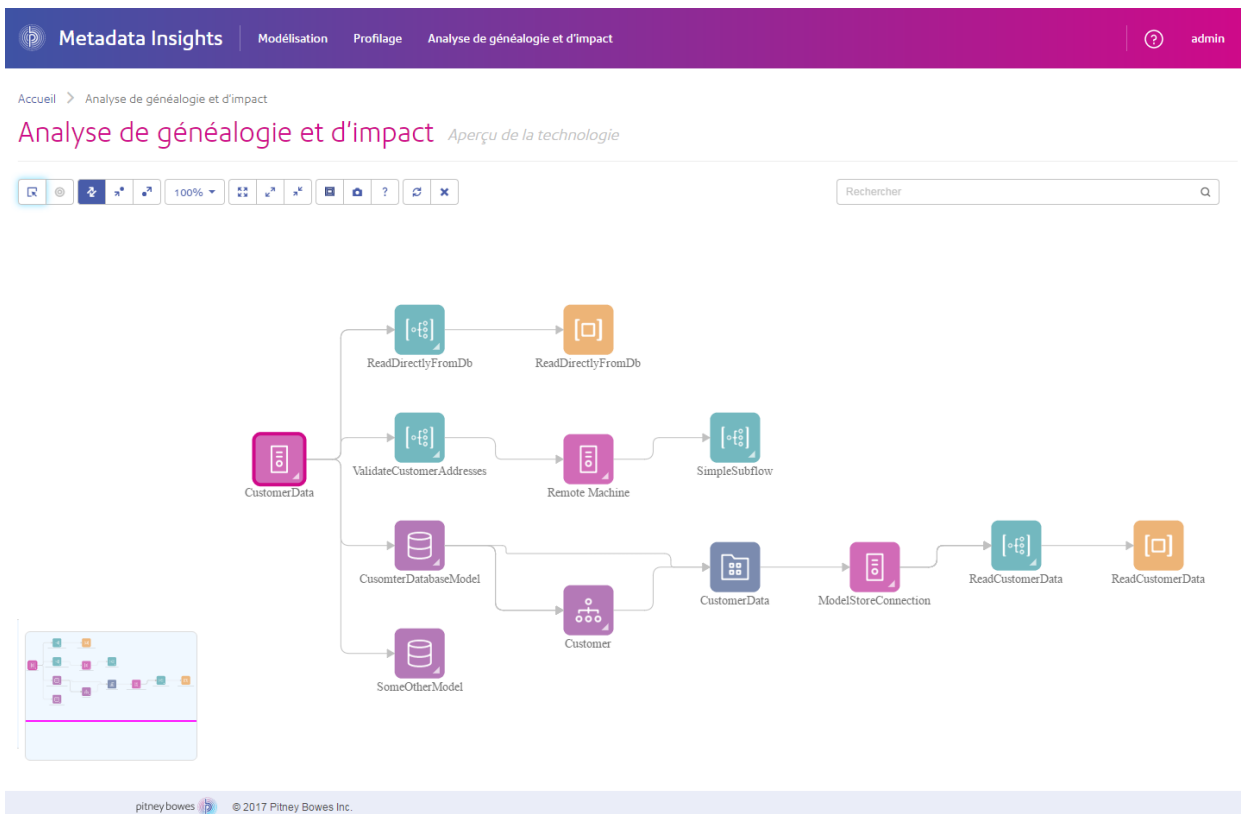 Metadata Insights Modélisation Profilage Analyse de généalogie et d'impact ? admin
Accueil > Analyse de généalogie et d'impact
Analyse de généalogie et d'impact Aperçu de la technologie
100% ? Rechercher
ReadDirectlyFromDb ReadDirectlyFromDb
ValidateCustomerAddresses SimpleSubflow
CustomerData Remote Machine
CusomterDatabaseModel ReadCustomerData ReadCustomerData
CustomerData ModelStoreConnection
Customer
SomeOtherModel
pitney bowes © 2017 Pitney Bowes Inc.